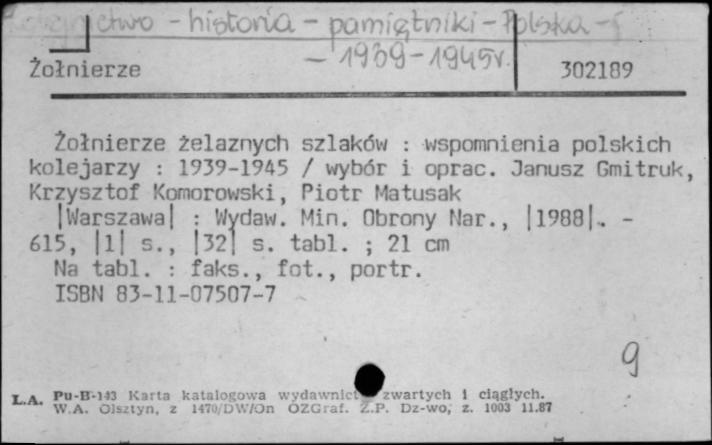 Kolejnictwo - historia - pamiętniki - Polska -
- 1939-1945r.
Żołnierze
302189
Żołnierze żelaznych szlaków : wspomnienia polskich
kolejarzy : 1939-1945 / wybór i oprac. Janusz Gmitruk,
Krzysztof Komorowski, Piotr Matusak
|Warszawa| : Wydaw. Min. Obrony Nar., |1988|. -
615, |1| s., |32| s. tabl. ; 21 cm
Na tabl. : faks., fot., portr.
ISBN 83-11-07507-7
9
L.A. Pu-B-143 Karta katalogowa wydawnict zwartych i ciągłych.
W.A. Olsztyn, z 1470/DW/On OZGraf. Z.P. Dz-wo, z. 1003 11.87